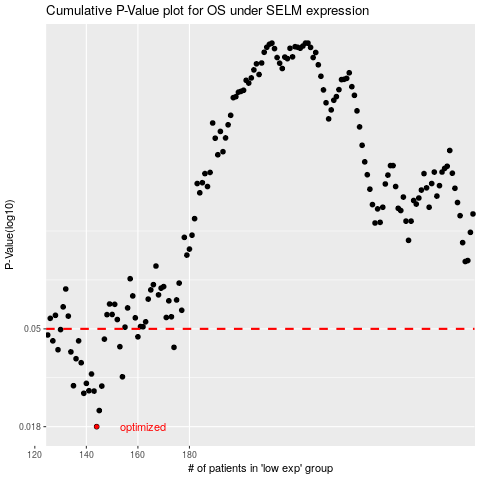 Cumulative P-Value plot for OS under SELM expression
P-Value(log10)
0.05
0.018
optimized
120 140 160 180
# of patients in 'low exp' group